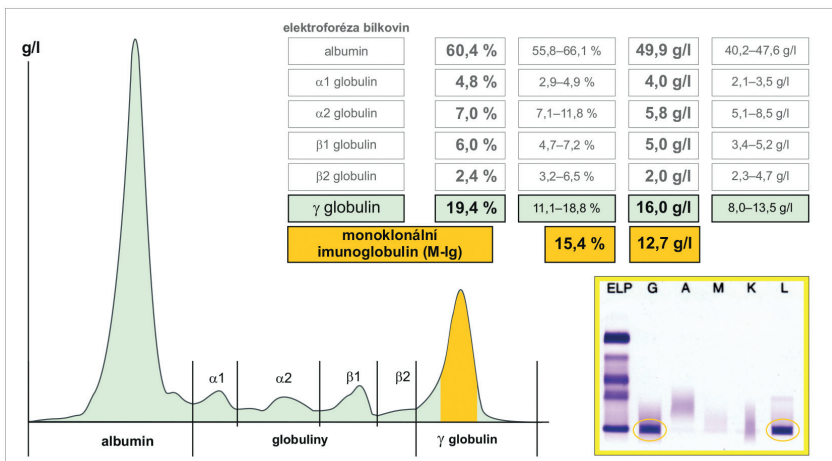 elektroforéza bílkovin
g/l
albumin 60,4 % 55,8–66,1 % 49,9 g/l 40,2–47,6 g/l
α1 globulin 4,8 % 2,9–4,9 % 4,0 g/l 2,1–3,5 g/l
α2 globulin 7,0 % 7,1–11,8 % 5,8 g/l 5,1–8,5 g/l
β1 globulin 6,0 % 4,7–7,2 % 5,0 g/l 3,4–5,2 g/l
β2 globulin 2,4 % 3,2–6,5 % 2,0 g/l 2,3–4,7 g/l
γ globulin 19,4 % 11,1–18,8 % 16,0 g/l 8,0–13,5 g/l
monoklonální
imunoglobulin (M-Ig) 15,4 % 12,7 g/l
ELP G A M K L
α1 α2 β1 β2
albumin globuliny γ globulin